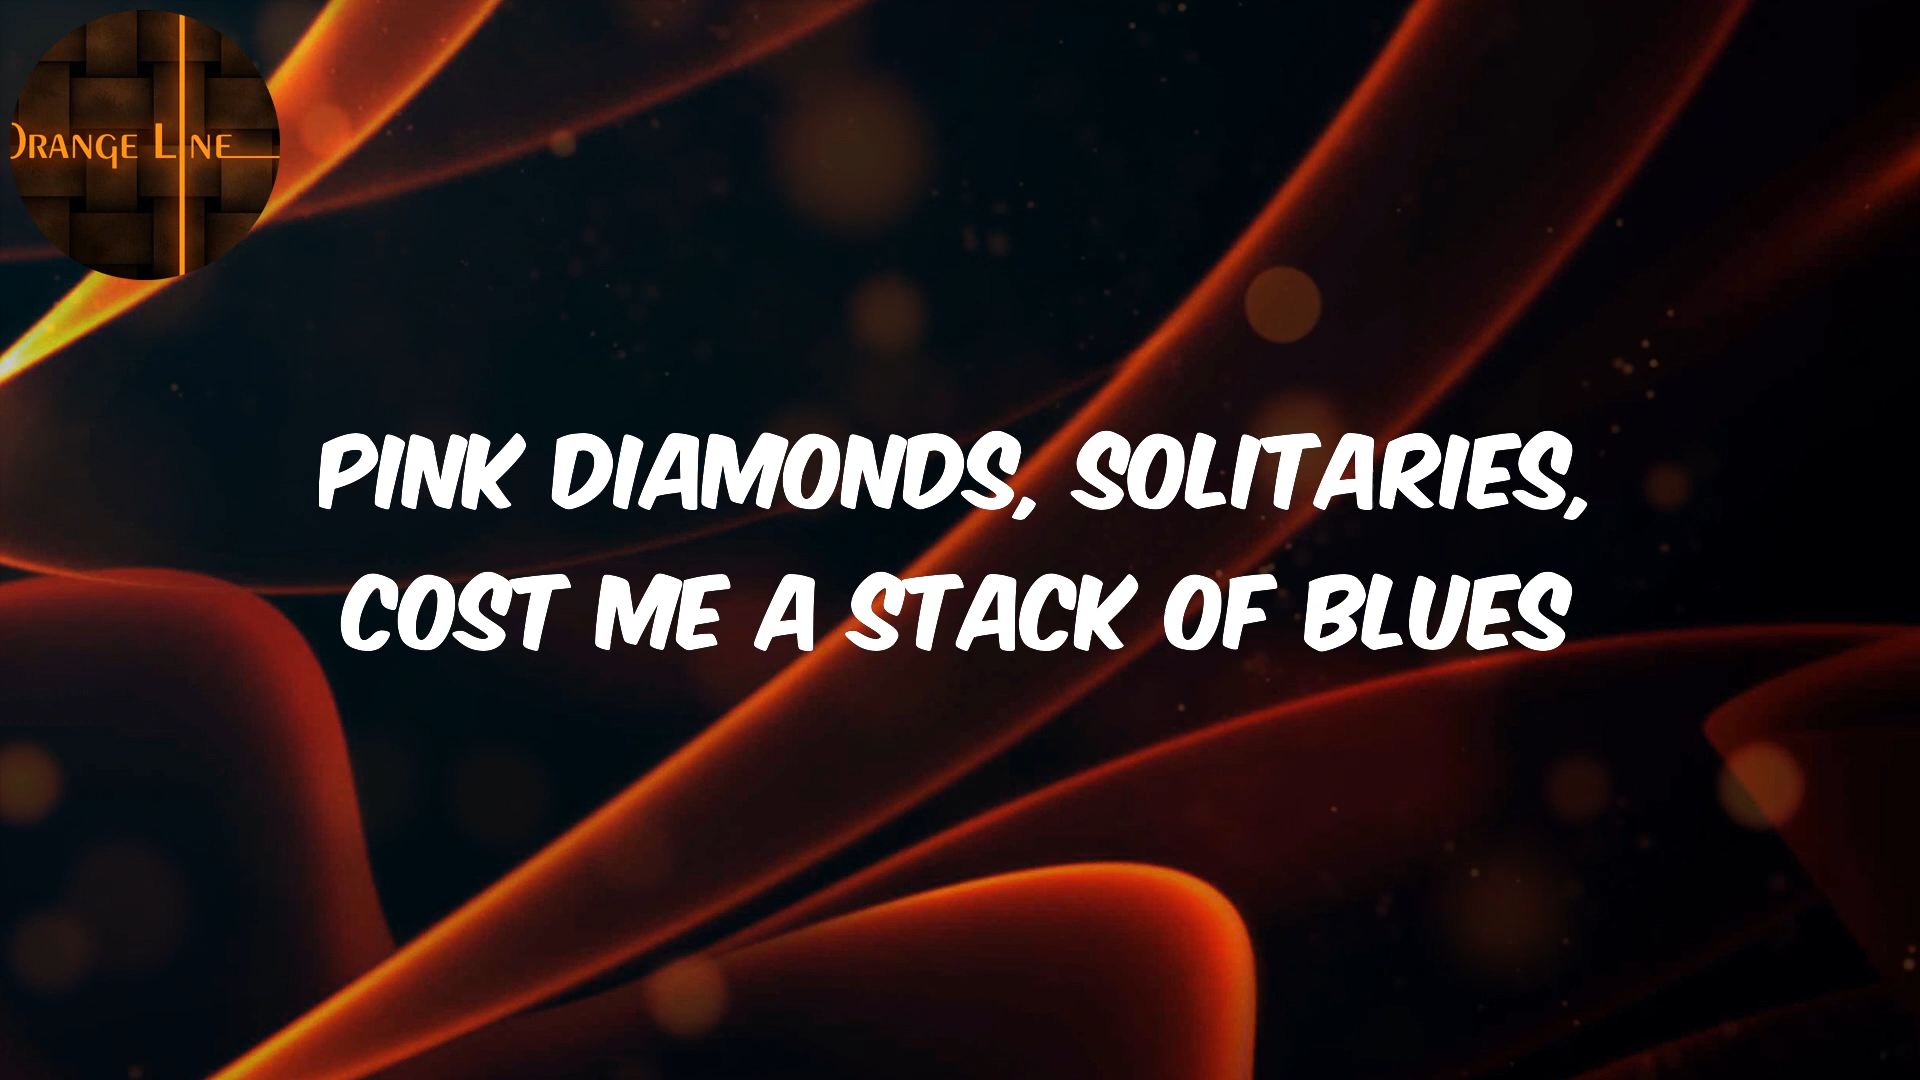 ORANGE LINE
PINK DIAMONDS, SOLITARIES,
COST ME A STACK OF BLUES